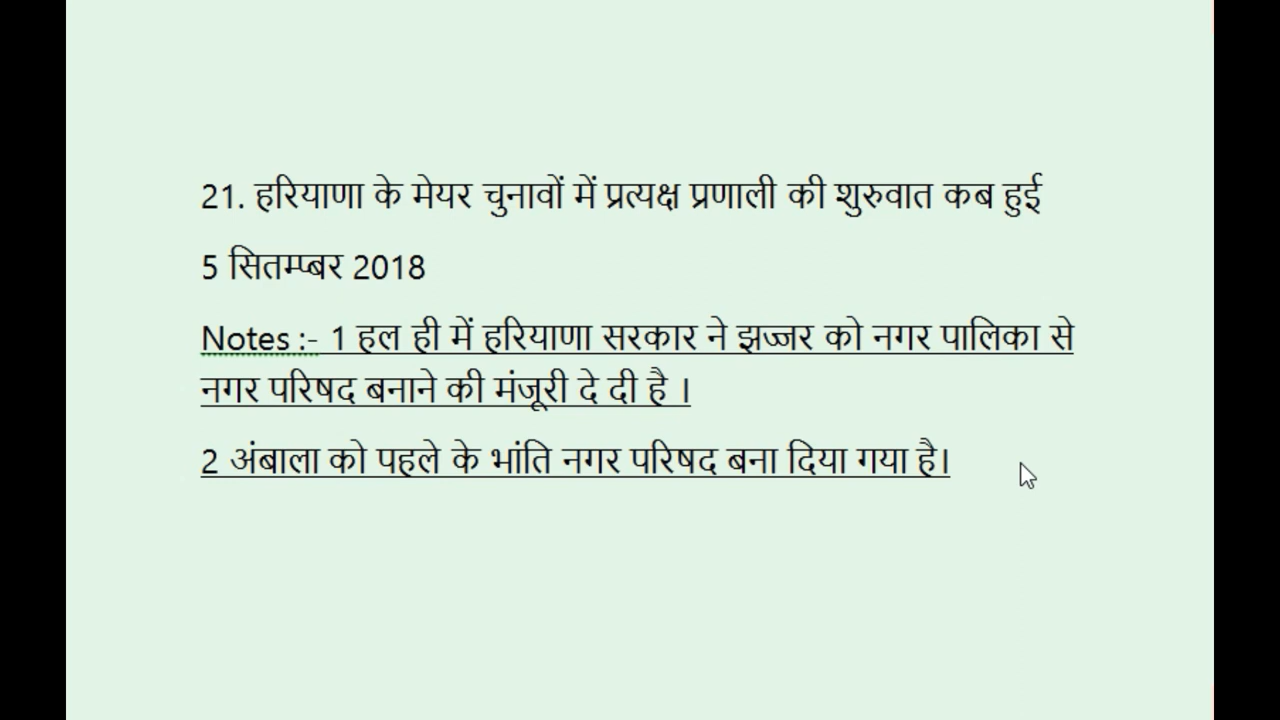 21. हरियाणा के मेयर चुनावों में प्रत्यक्ष प्रणाली की शुरुवात कब हुई
5 सितम्प्बर 2018
Notes :- 1 हल ही में हरियाणा सरकार ने झज्जर को नगर पालिका से
नगर परिषद बनाने की मंजूरी दे दी है ।
2 अंबाला को पहले के भांति नगर परिषद बना दिया गया है।